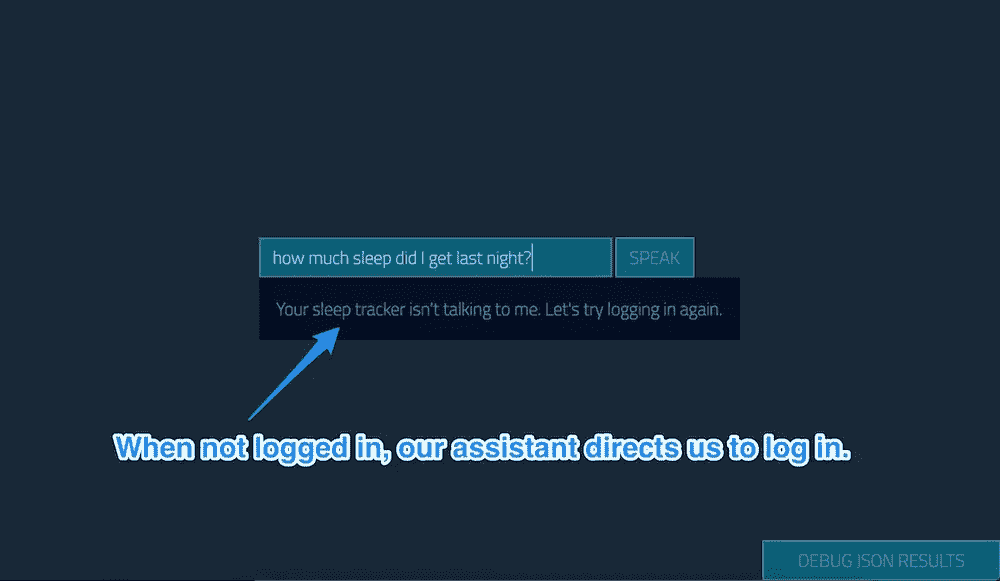 how much sleep did I get last night?
SPEAK
Your sleep tracker isn't talking to me. Let's try logging in again.
When not logged in, our assistant directs us to log in.
DEBUG JSON RESULTS